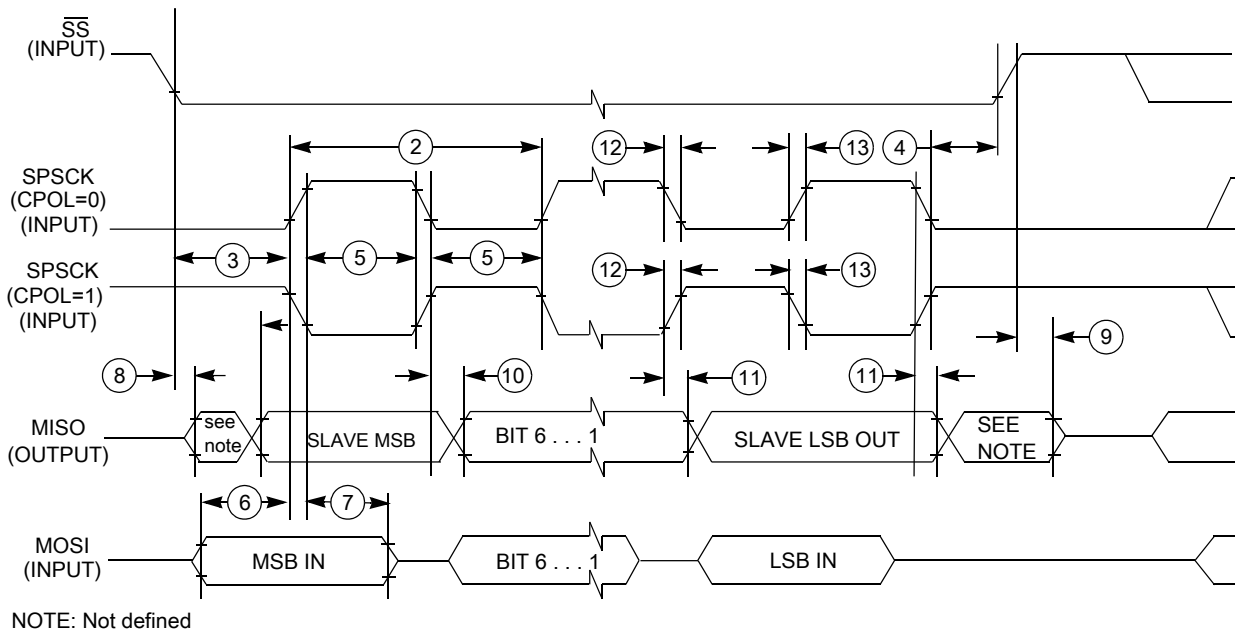 SS
(INPUT)
2
12
13
4
SPSCK
(CPOL=0)
(INPUT)
3
5
5
SPSCK
(CPOL=1)
(INPUT)
12
13
9
8
10
11
11
MISO
(OUTPUT)
see
note
SLAVE MSB
BIT 6 . . . 1
SLAVE LSB OUT
SEE
NOTE
6
7
MOSI
(INPUT)
MSB IN
BIT 6 . . . 1
LSB IN
NOTE: Not defined